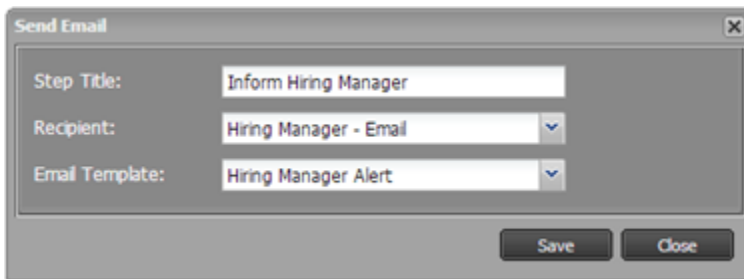 Send Email
Step Title: Inform Hiring Manager
Recipient: Hiring Manager - Email
Email Template: Hiring Manager Alert
Save Close